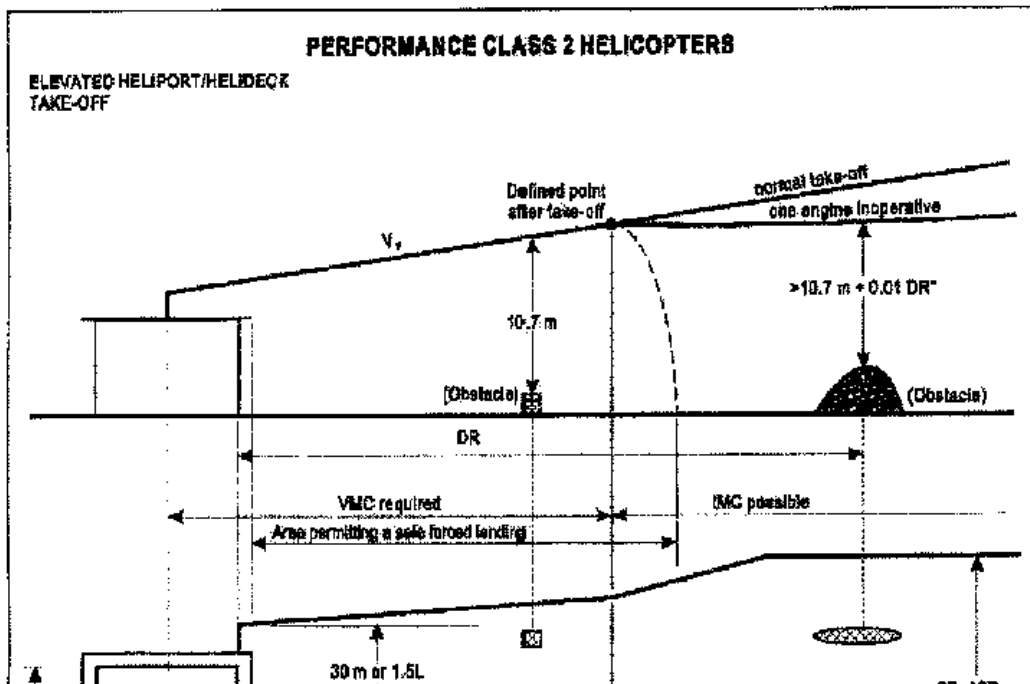 PERFORMANCE CLASS 2 HELICOPTERS
ELEVATED HELIPORT/HELIDECK
TAKE-OFF
Defined point
after take-off
normal take-off
one engine inoperative
10.7 m
>10.7 m + 0.01 DR*
(Obstacle)
(Obstacle)
DR
VMC required
IMC possible
Area permitting a safe forced landing
30 m or 1.5L